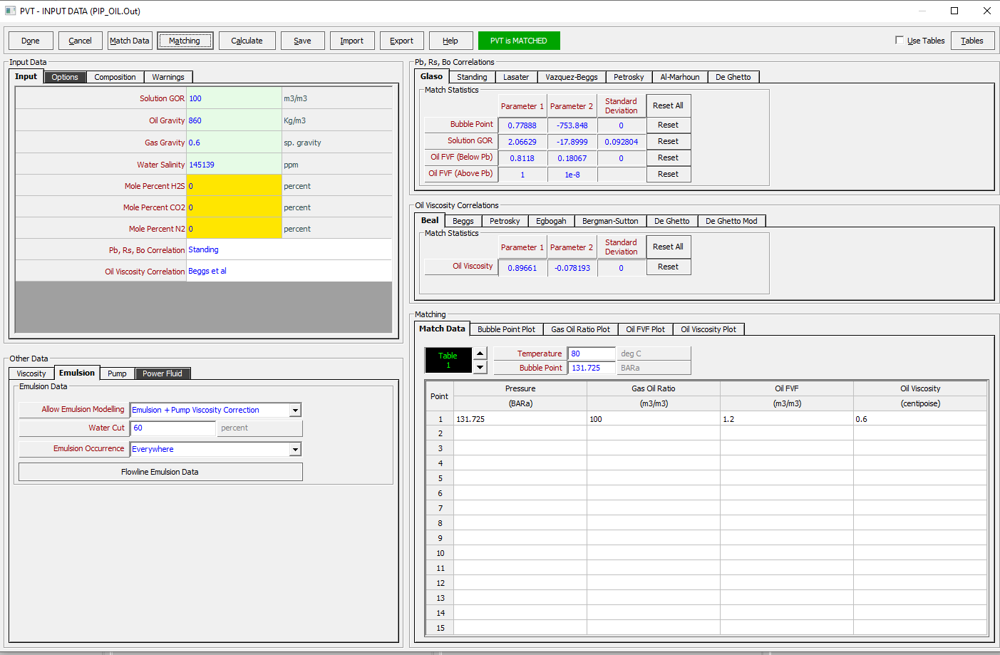 PVT - INPUT DATA (PIP_OIL.Out)
Done Cancel Match Data Matching Calculate Save Import Export Help PVT is MATCHED Use Tables Tables
Input Data
Input Options Composition Warnings
Solution GOR 100 m3/m3
Oil Gravity 860 Kg/m3
Gas Gravity 0.6 sp. gravity
Water Salinity 145139 ppm
Mole Percent H2S 0 percent
Mole Percent CO2 0 percent
Mole Percent N2 0 percent
Pb, Rs, Bo Correlation Standing
Oil Viscosity Correlation Beggs et al
Other Data
Viscosity Emulsion Pump Power Fluid
Emulsion Data
Allow Emulsion Modelling Emulsion + Pump Viscosity Correction
Water Cut 60 percent
Emulsion Occurrence Everywhere
Flowline Emulsion Data
Pb, Rs, Bo Correlations
Glaso Standing Lasater Vazquez-Beggs Petrosky Al-Marhoun De Ghetto
Match Statistics
Parameter 1 Parameter 2 Standard Deviation Reset All
Bubble Point 0.77888 -753.848 0 Reset
Solution GOR 2.06629 -17.8999 0.092804 Reset
Oil FVF (Below Pb) 0.8118 0.18067 0 Reset
Oil FVF (Above Pb) 1 1e-8 Reset
Oil Viscosity Correlations
Beal Beggs Petrosky Egbogah Bergman-Sutton De Ghetto De Ghetto Mod
Match Statistics
Parameter 1 Parameter 2 Standard Deviation Reset All
Oil Viscosity 0.89661 -0.078193 0 Reset
Matching
Match Data Bubble Point Plot Gas Oil Ratio Plot Oil FVF Plot Oil Viscosity Plot
Table 1
Temperature 80 deg C
Bubble Point 131.725 BARa
Point Pressure Gas Oil Ratio Oil FVF Oil Viscosity
(BARa) (m3/m3) (m3/m3) (centipoise)
1 131.725 100 1.2 0.6
2
3
4
5
6
7
8
9
10
11
12
13
14
15